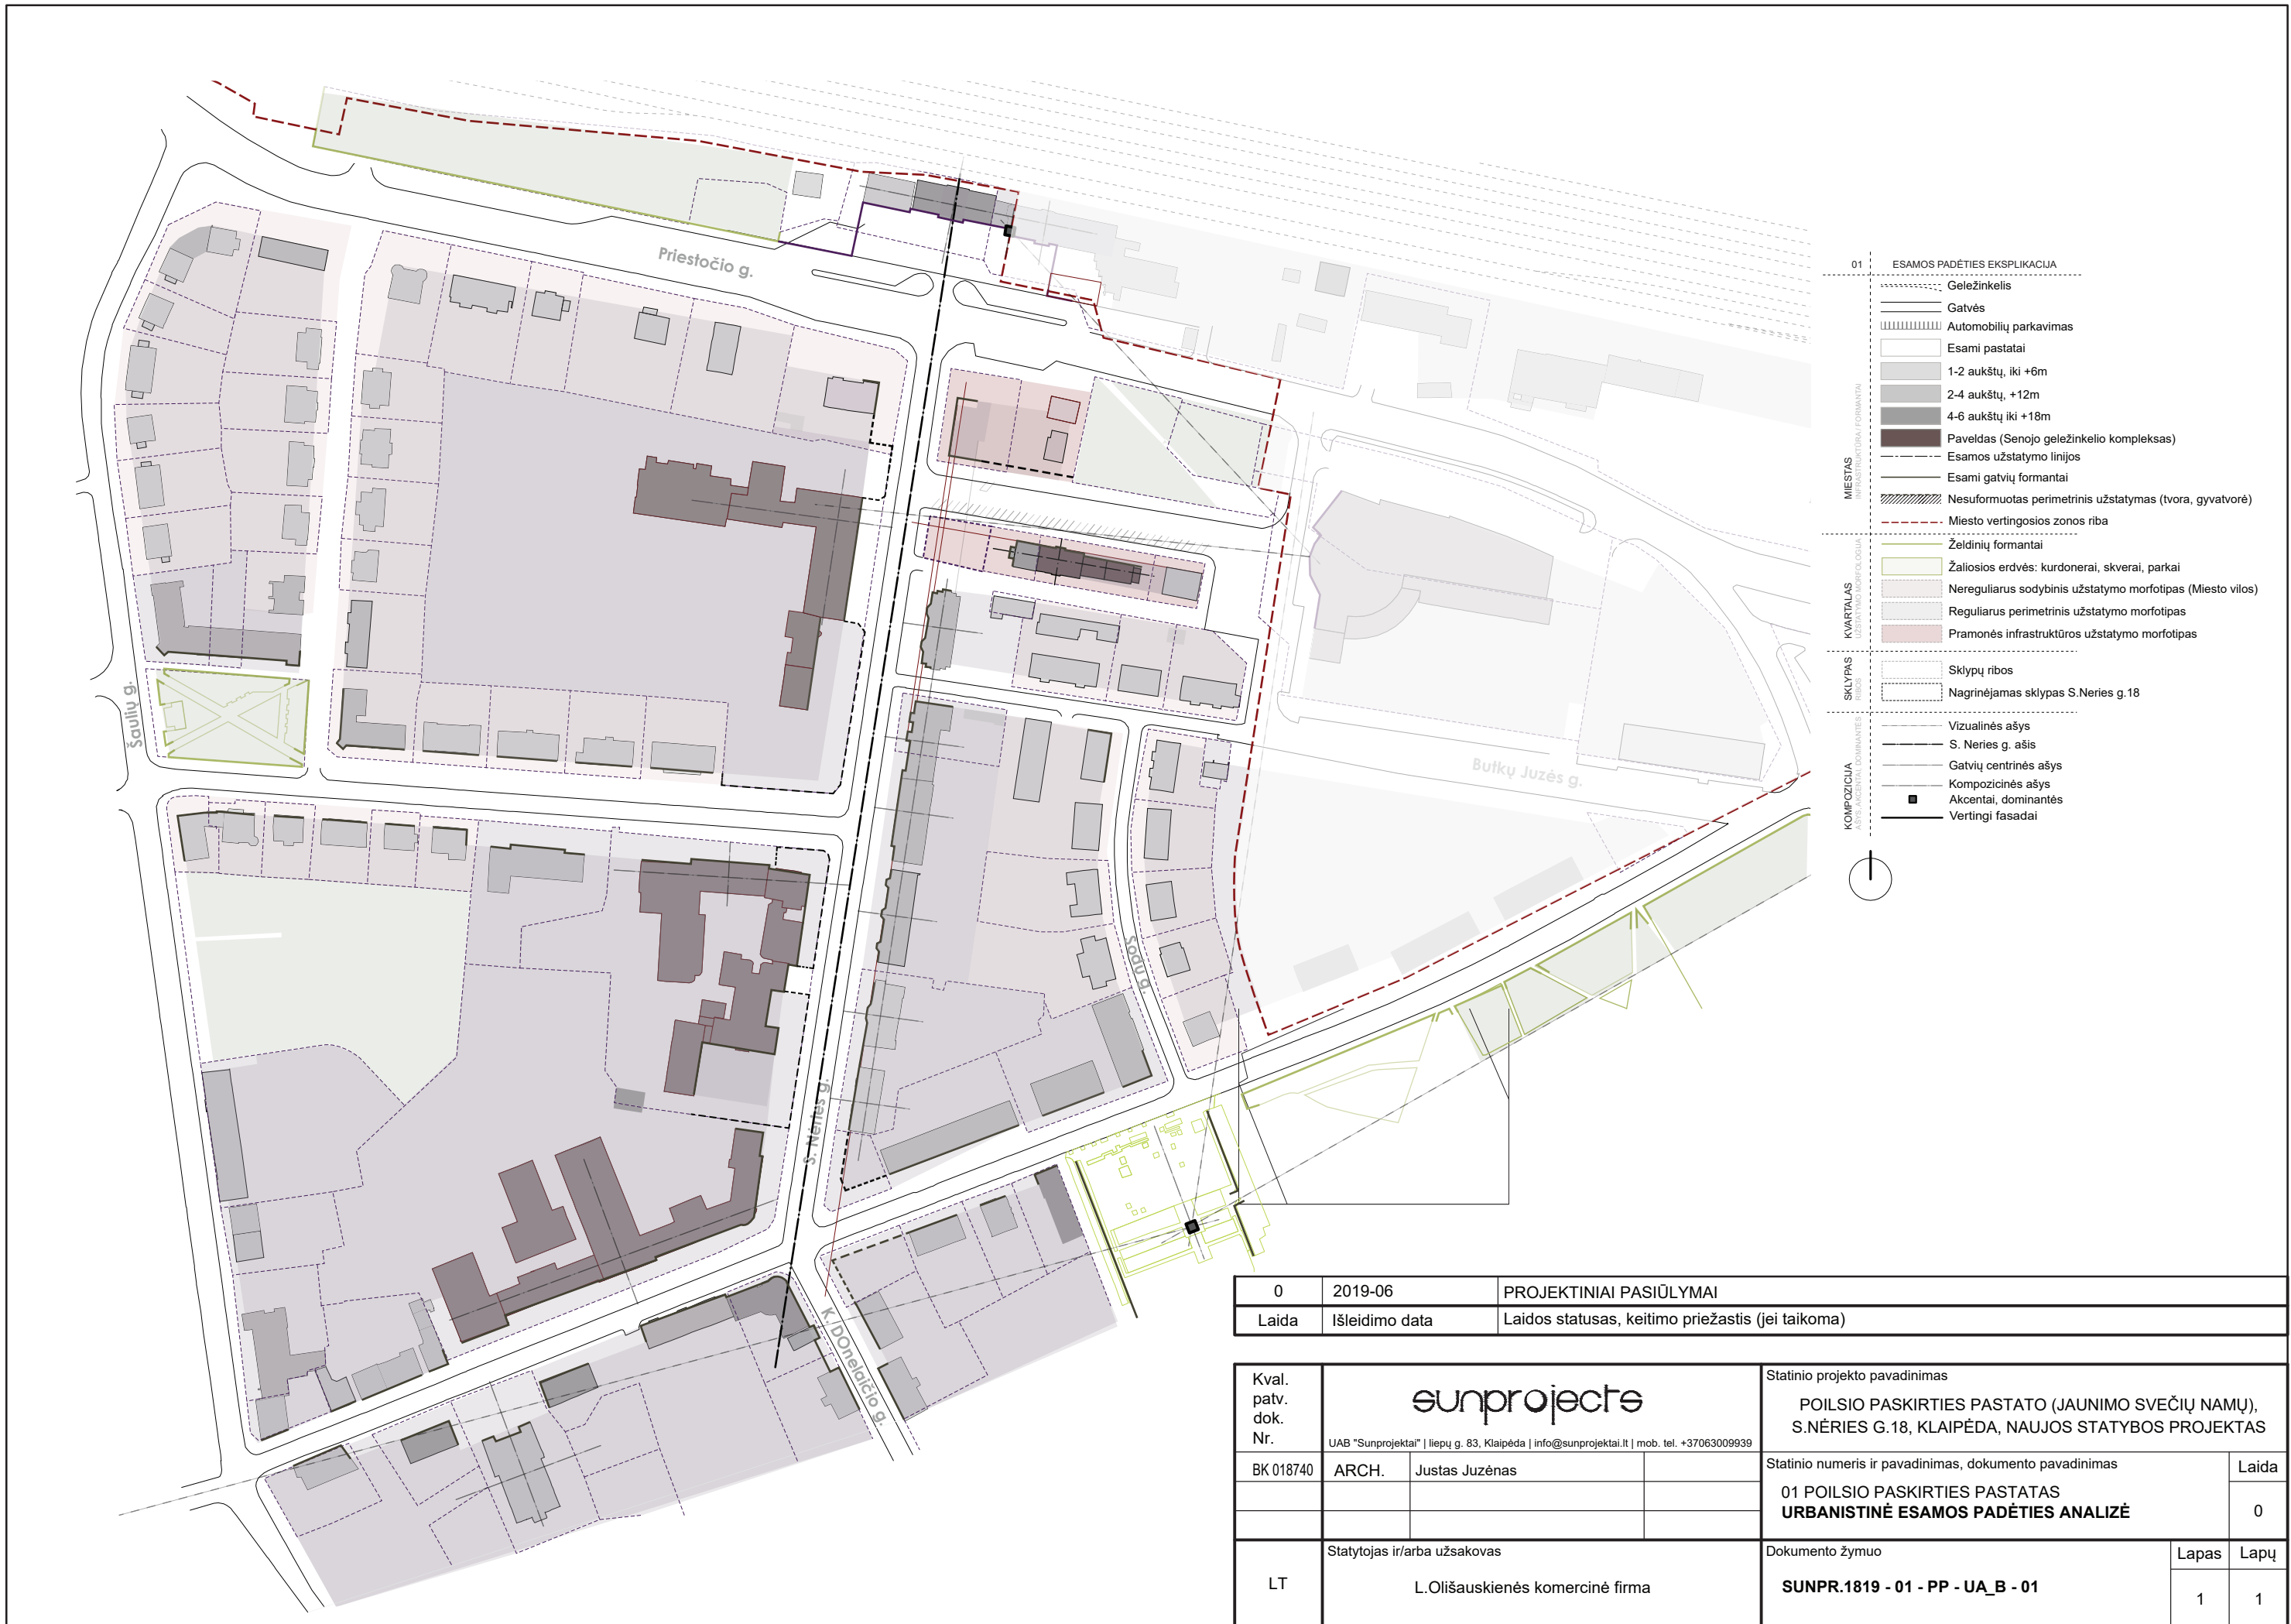 Priestočio g.
Šaulių g.
S. Nėries g.
Sodų g.
Butkų Juzės g.
K. DOnelaičio g.
01 ESAMOS PADĖTIES EKSPLIKACIJA
MIESTAS
INFRASTRUKTŪRA / FORMANTAI
Geležinkelis
Gatvės
Automobilių parkavimas
Esami pastatai
1-2 aukštų, iki +6m
2-4 aukštų, +12m
4-6 aukštų iki +18m
Paveldas (Senojo geležinkelio kompleksas)
Esamos užstatymo linijos
Esami gatvių formantai
Nesuformuotas perimetrinis užstatymas (tvora, gyvatvorė)
Miesto vertingosios zonos riba
KVARTALAS
UŽSTATYMO MORFOLOGIJA
Želdinių formantai
Žaliosios erdvės: kurdonerai, skverai, parkai
Nereguliarus sodybinis užstatymo morfotipas (Miesto vilos)
Reguliarus perimetrinis užstatymo morfotipas
Pramonės infrastruktūros užstatymo morfotipas
SKLYPAS
RIBOS
Sklypų ribos
Nagrinėjamas sklypas S.Neries g.18
KOMPOZICIJA
AŠYS, AKCENTAI, DOMINANTĖS
Vizualinės ašys
S. Neries g. ašis
Gatvių centrinės ašys
Kompozicinės ašys
Akcentai, dominantės
Vertingi fasadai
0 2019-06 PROJEKTINIAI PASIŪLYMAI
Laida Išleidimo data Laidos statusas, keitimo priežastis (jei taikoma)
Kval.
patv.
dok.
Nr.
sunprojects
UAB "Sunprojektai" | liepų g. 83, Klaipėda | info@sunprojektai.lt | mob. tel. +37063009939
Statinio projekto pavadinimas
POILSIO PASKIRTIES PASTATO (JAUNIMO SVEČIŲ NAMŲ),
S.NĖRIES G.18, KLAIPĖDA, NAUJOS STATYBOS PROJEKTAS
BK 018740 ARCH. Justas Juzėnas
Statinio numeris ir pavadinimas, dokumento pavadinimas Laida
01 POILSIO PASKIRTIES PASTATAS
URBANISTINĖ ESAMOS PADĖTIES ANALIZĖ 0
LT
Statytojas ir/arba užsakovas
L.Olišauskienės komercinė firma
Dokumento žymuo Lapas Lapų
SUNPR.1819 - 01 - PP - UA_B - 01 1 1